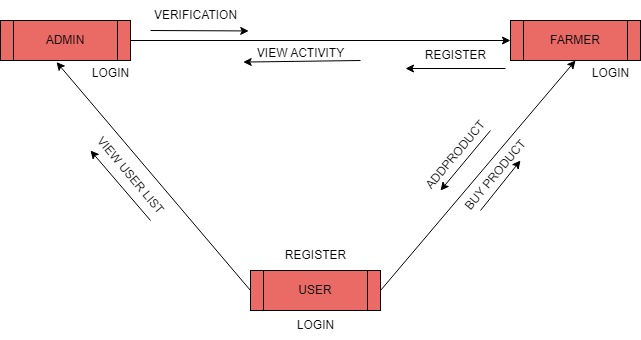 VERIFICATION
ADMIN
FARMER
VIEW ACTIVITY
REGISTER
LOGIN
LOGIN
VIEW USER LIST
ADDPRODUCT
BUY PRODUCT
REGISTER
USER
LOGIN